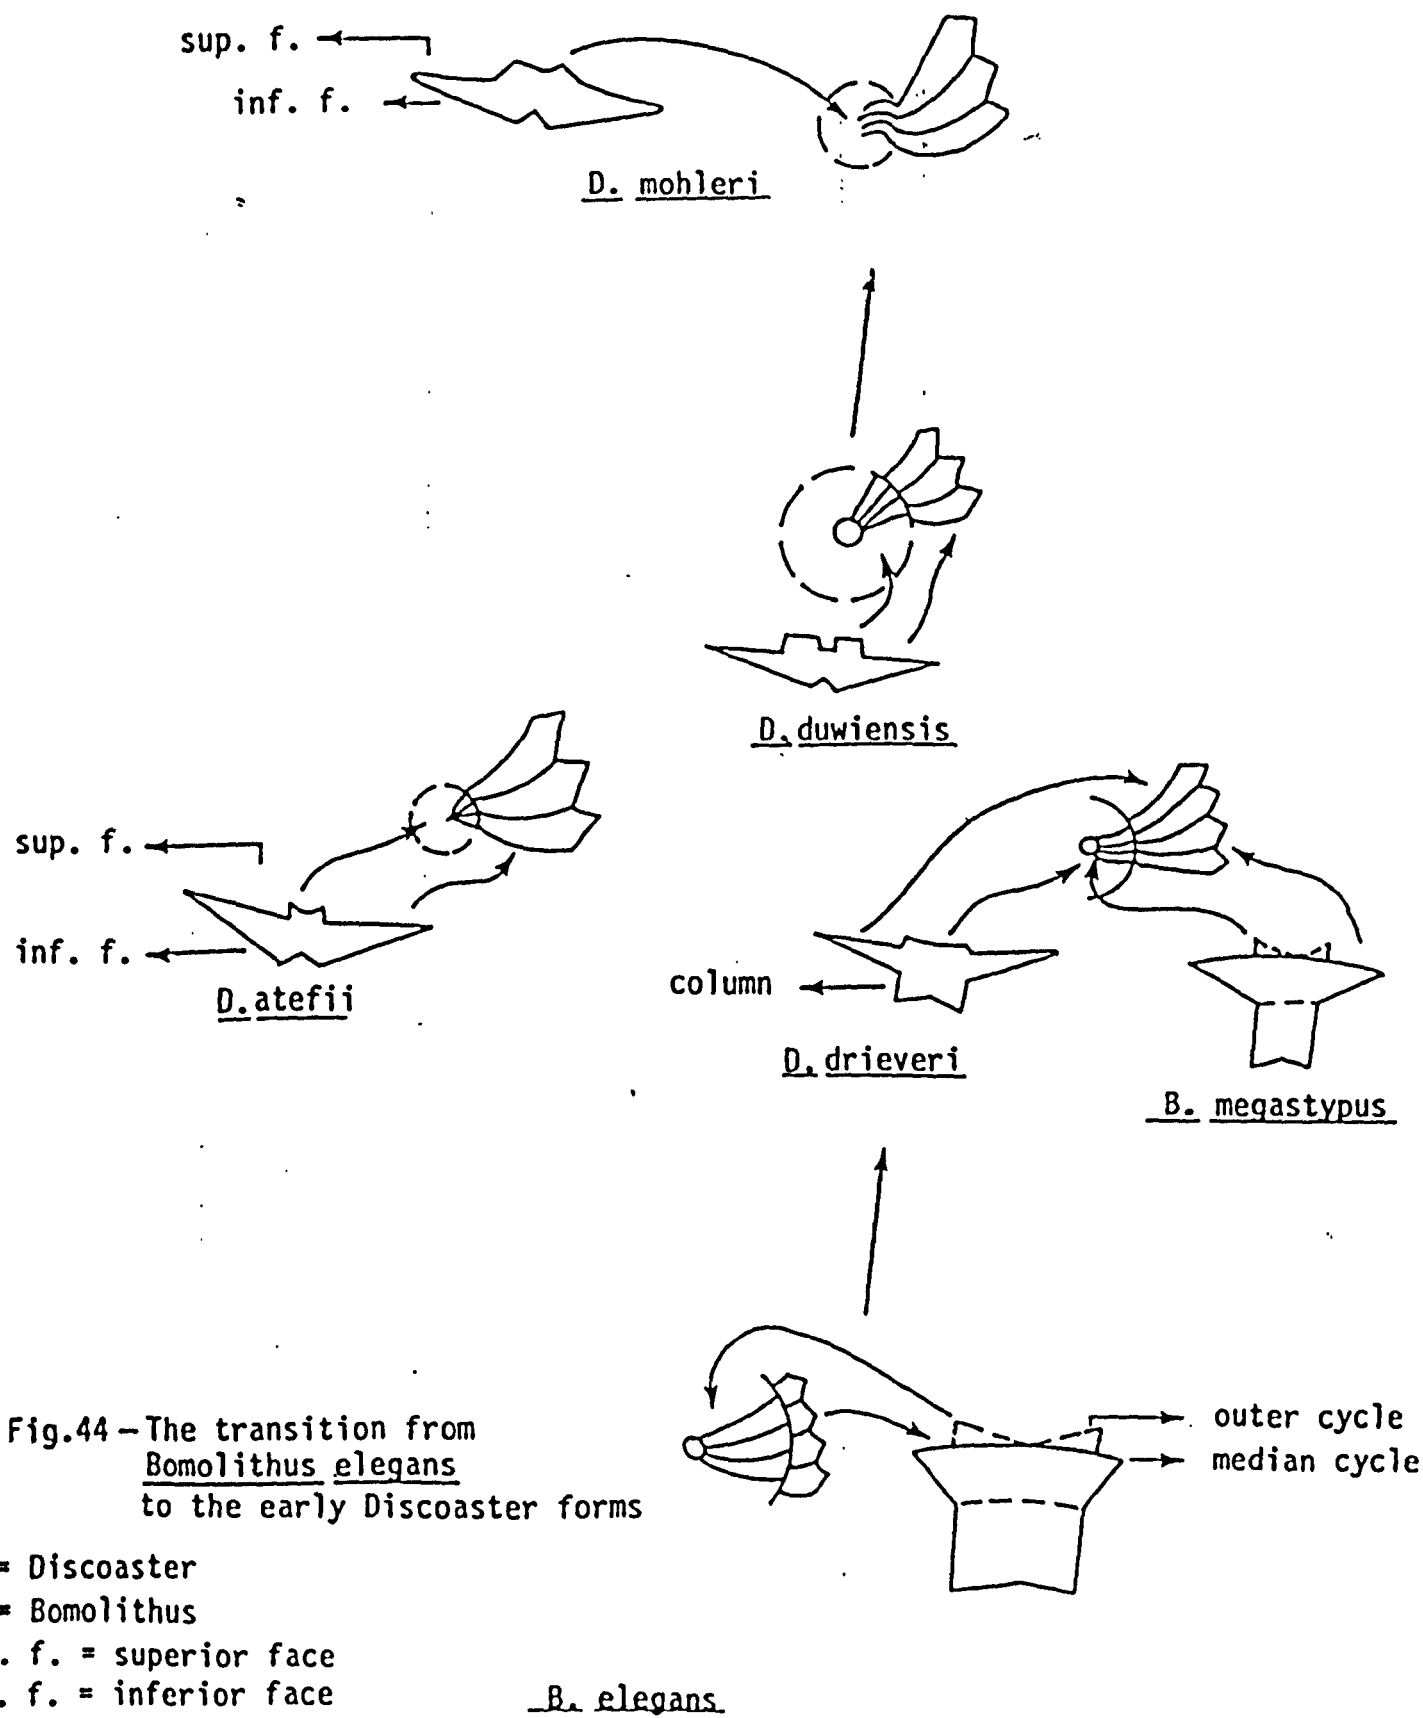 sup. f.
inf. f.
D. mohleri
D. duwiensis
sup. f.
inf. f.
D. atefii
column
D. drieveri
B. megastypus
outer cycle
median cycle
Fig.44 – The transition from
Bomolithus elegans
to the early Discoaster forms
= Discoaster
= Bomolithus
. f. = superior face
. f. = inferior face
B. elegans